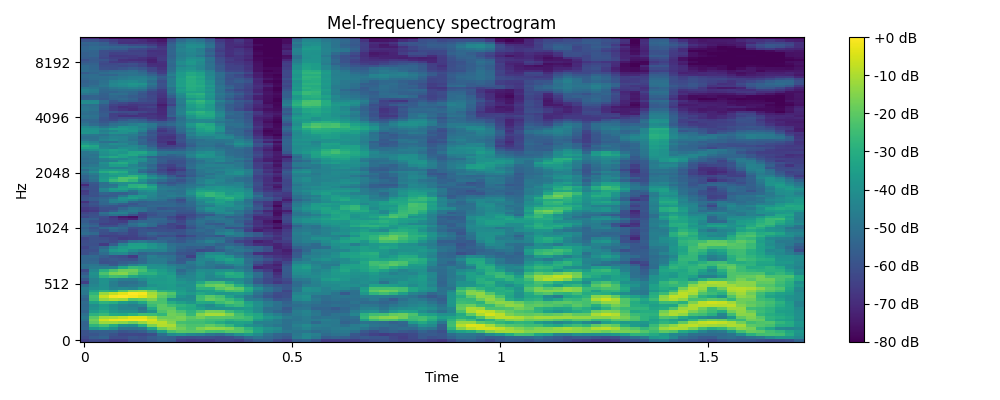 Mel-frequency spectrogram
Hz
8192
4096
2048
1024
512
0
0
0.5
1
1.5
Time
+0 dB
-10 dB
-20 dB
-30 dB
-40 dB
-50 dB
-60 dB
-70 dB
-80 dB